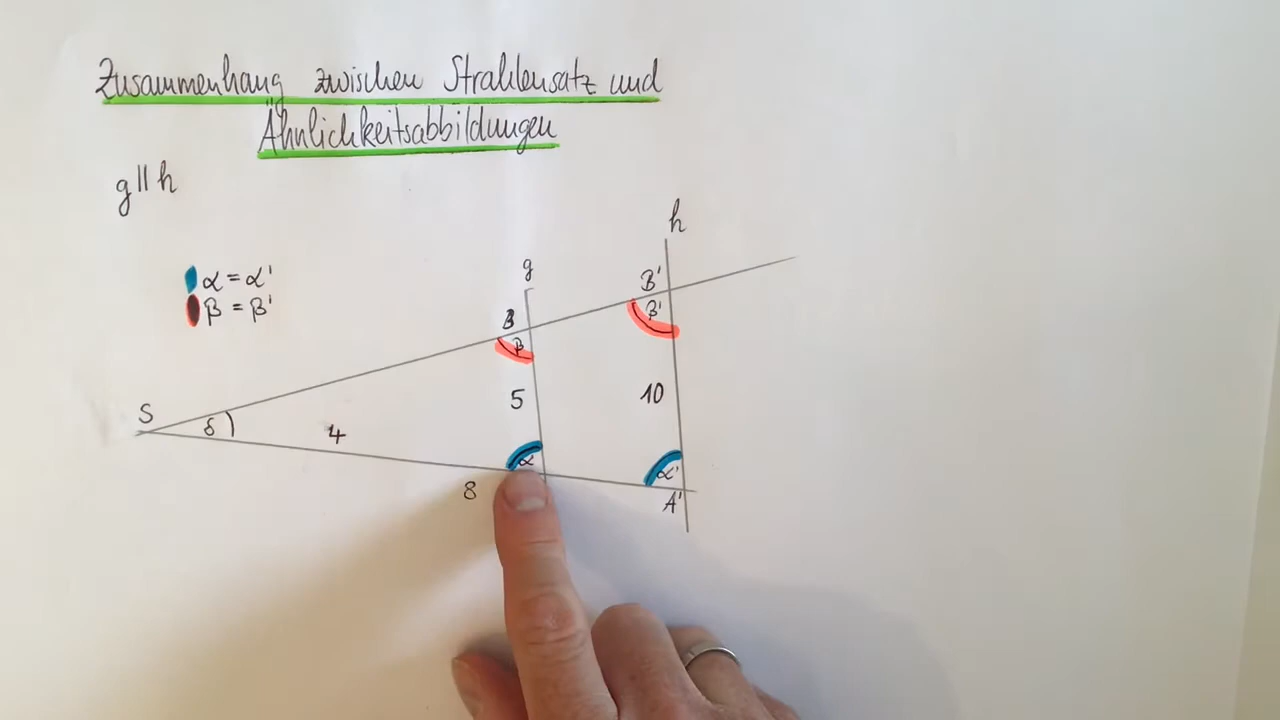 Zusammenhang zwischen Strahlensatz und
Ähnlichkeitsabbildungen
g || h
α = α'
β = β'
h
g
B'
β'
B
β
S
δ
4
5
10
α
α'
8
A'